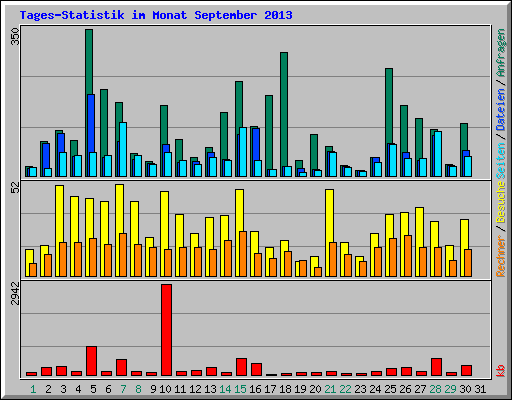 Tages-Statistik im Monat September 2013
350
52
2942
Rechner / Besuche Seiten / Dateien / Anfragen
kb
1 2 3 4 5 6 7 8 9 10 11 12 13 14 15 16 17 18 19 20 21 22 23 24 25 26 27 28 29 30 31